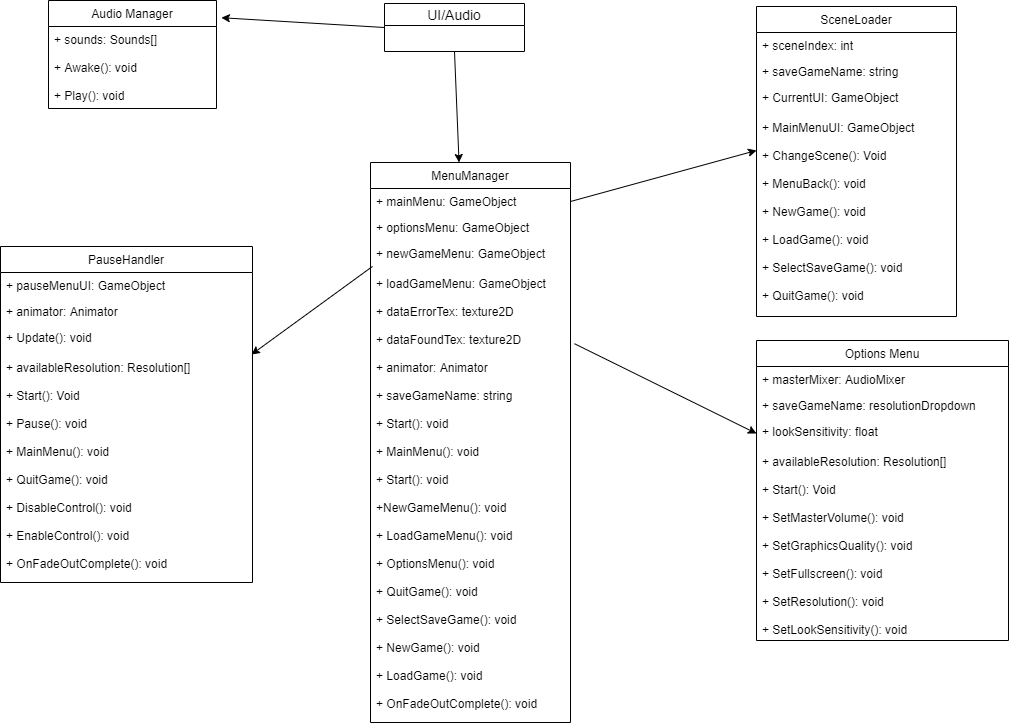 Audio Manager
+ sounds: Sounds[]
+ Awake(): void
+ Play(): void
UI/Audio
SceneLoader
+ sceneIndex: int
+ saveGameName: string
+ CurrentUI: GameObject
+ MainMenuUI: GameObject
+ ChangeScene(): Void
+ MenuBack(): void
+ NewGame(): void
+ LoadGame(): void
+ SelectSaveGame(): void
+ QuitGame(): void
MenuManager
+ mainMenu: GameObject
+ optionsMenu: GameObject
+ newGameMenu: GameObject
+ loadGameMenu: GameObject
+ dataErrorTex: texture2D
+ dataFoundTex: texture2D
+ animator: Animator
+ saveGameName: string
+ Start(): void
+ MainMenu(): void
+ Start(): void
+NewGameMenu(): void
+ LoadGameMenu(): void
+ OptionsMenu(): void
+ QuitGame(): void
+ SelectSaveGame(): void
+ NewGame(): void
+ LoadGame(): void
+ OnFadeOutComplete(): void
PauseHandler
+ pauseMenuUI: GameObject
+ animator: Animator
+ Update(): void
+ availableResolution: Resolution[]
+ Start(): Void
+ Pause(): void
+ MainMenu(): void
+ QuitGame(): void
+ DisableControl(): void
+ EnableControl(): void
+ OnFadeOutComplete(): void
Options Menu
+ masterMixer: AudioMixer
+ saveGameName: resolutionDropdown
+ lookSensitivity: float
+ availableResolution: Resolution[]
+ Start(): Void
+ SetMasterVolume(): void
+ SetGraphicsQuality(): void
+ SetFullscreen(): void
+ SetResolution(): void
+ SetLookSensitivity(): void